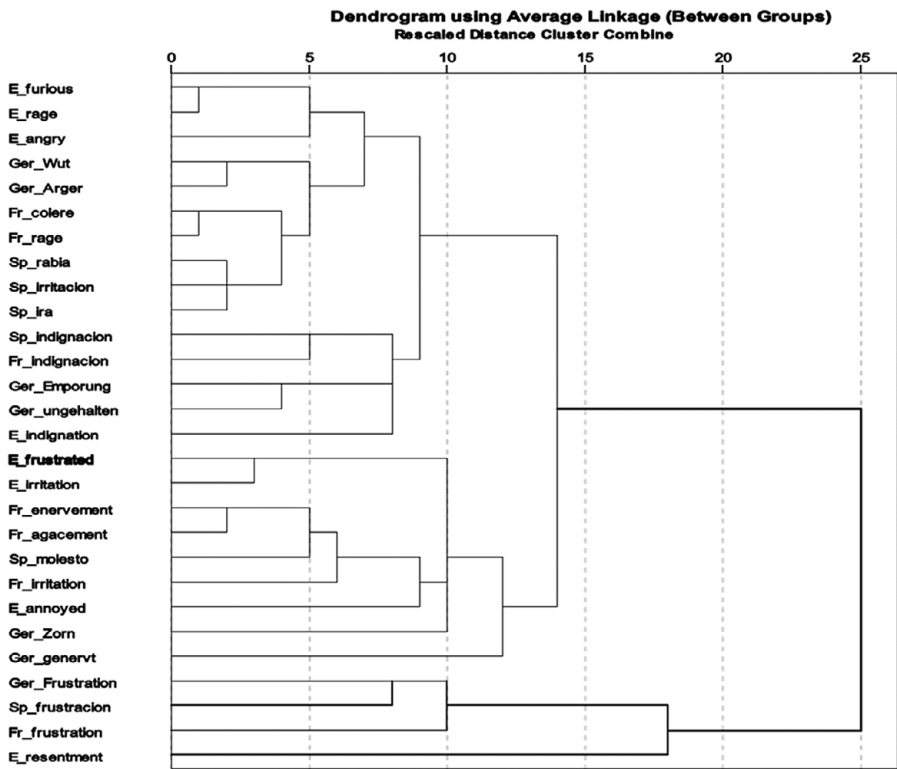 Dendrogram using Average Linkage (Between Groups)
Rescaled Distance Cluster Combine
0 5 10 15 20 25
E_furious
E_rage
E_angry
Ger_Wut
Ger_Arger
Fr_colere
Fr_rage
Sp_rabia
Sp_irritacion
Sp_ira
Sp_indignacion
Fr_indignacion
Ger_Emporung
Ger_ungehalten
E_indignation
E_frustrated
E_irritation
Fr_enervement
Fr_agacement
Sp_molesto
Fr_irritation
E_annoyed
Ger_Zorn
Ger_genervt
Ger_Frustration
Sp_frustracion
Fr_frustration
E_resentment